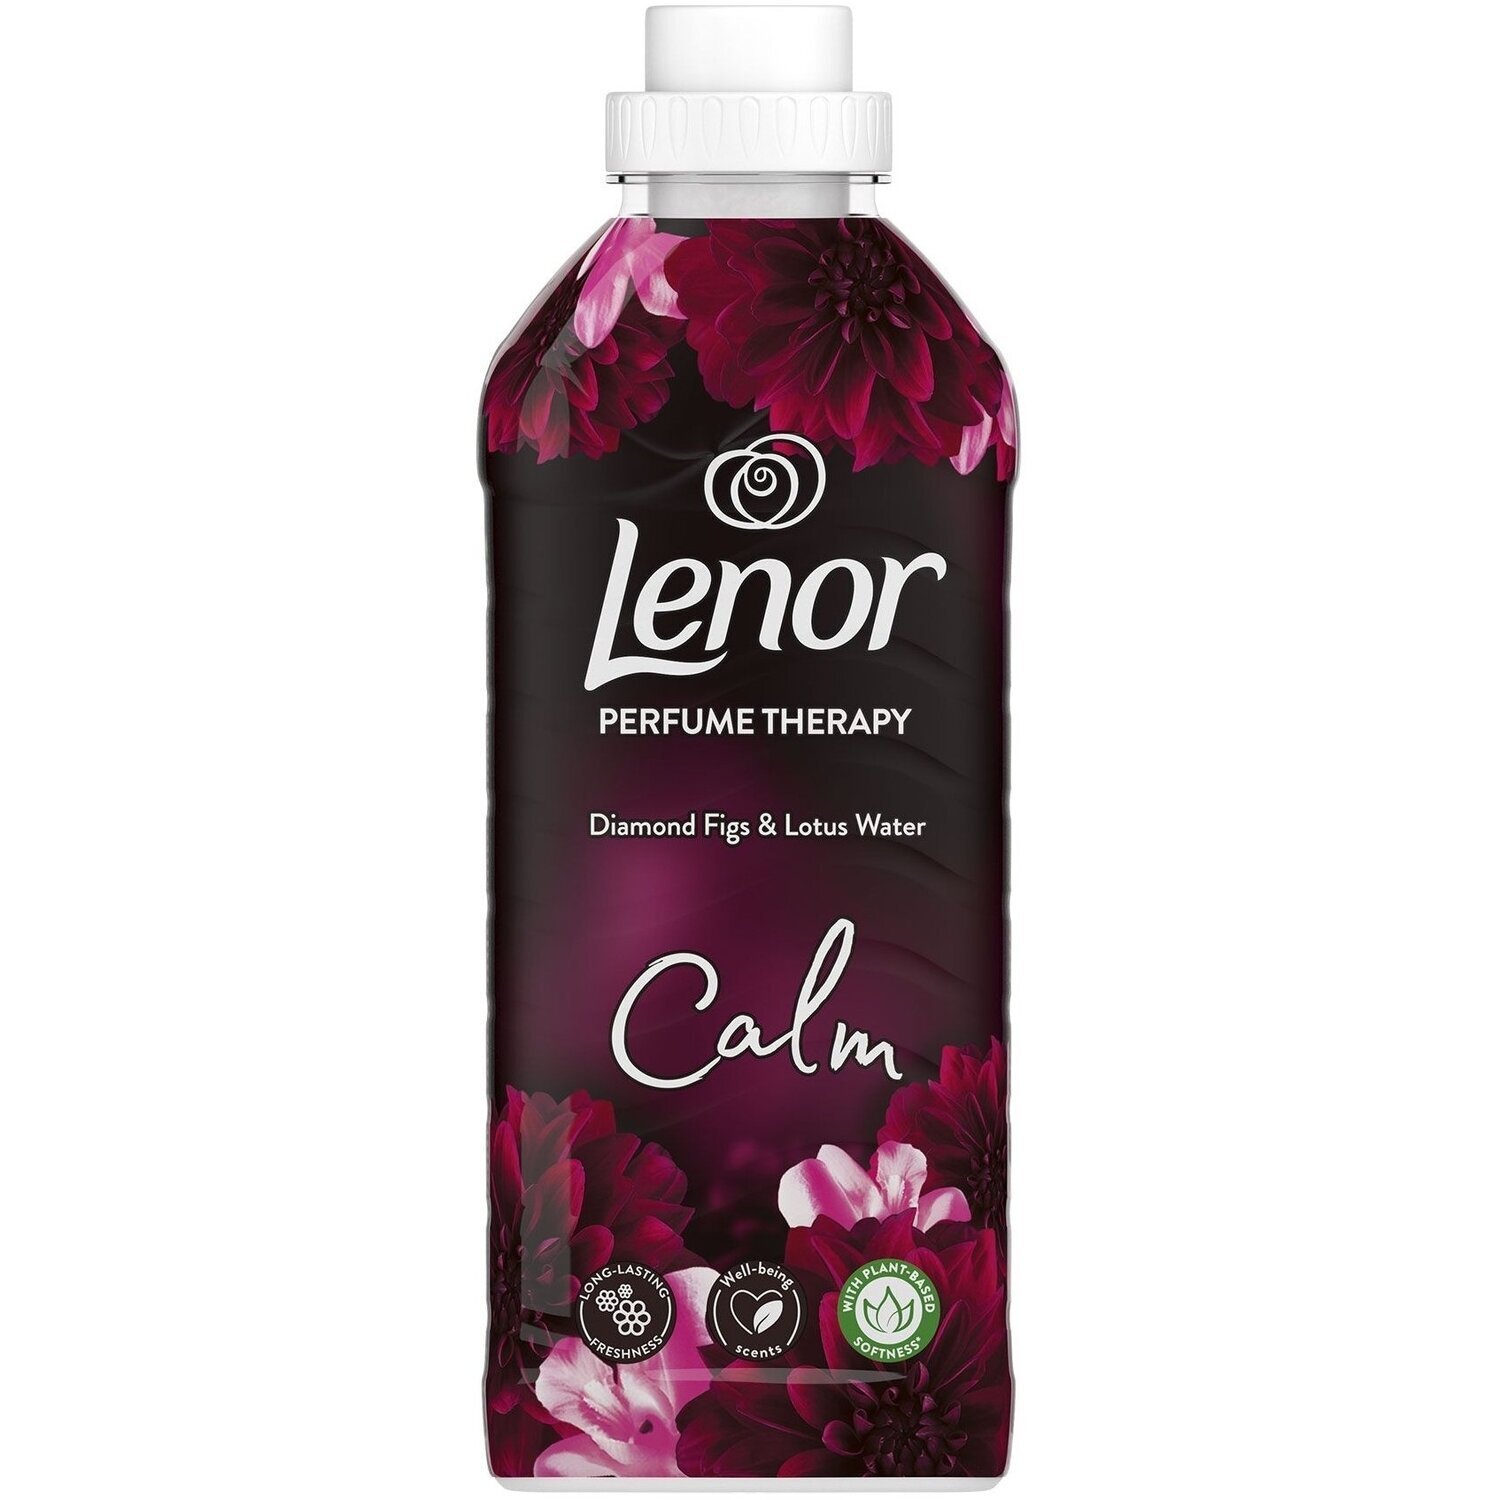 Lenor
PERFUME THERAPY
Diamond Figs & Lotus Water
Calm
LONG-LASTING
FRESHNESS
Well-being
scents
WITH PLANT-BASED
SOFTNESS*